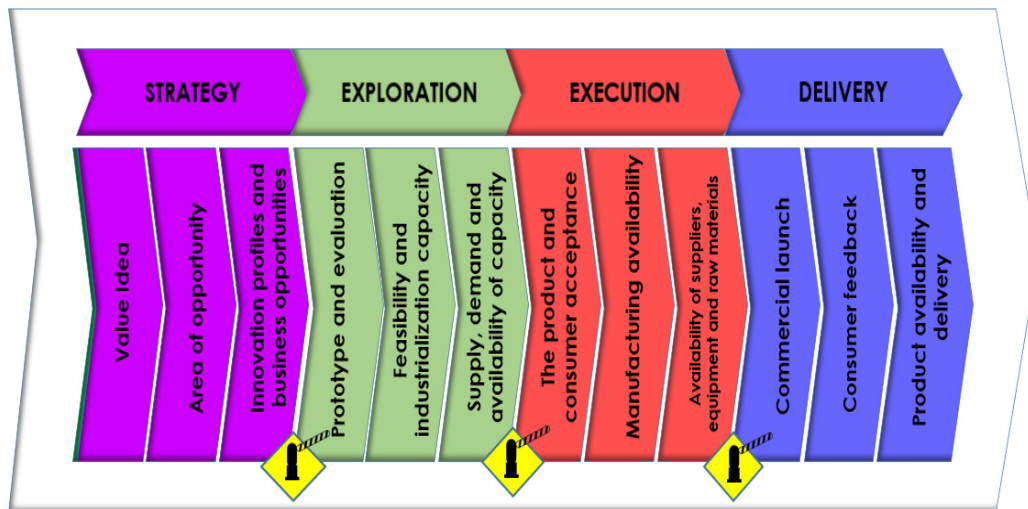 STRATEGY
EXPLORATION
EXECUTION
DELIVERY
Value Idea
Area of opportunity
Innovation profiles and
business opportunities
Prototype and evaluation
Feasibility and
industrialization capacity
Supply, demand and
availability of capacity
The product and
consumer acceptance
Manufacturing availability
Availability of suppliers,
equipment and raw materials
Commercial launch
Consumer feedback
Product availability and
delivery